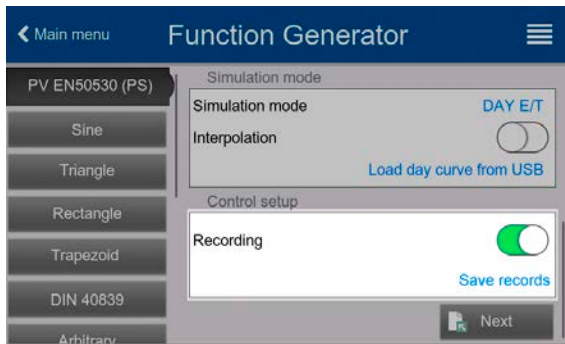 Main menu
Function Generator
PV EN50530 (PS)
Sine
Triangle
Rectangle
Trapezoid
DIN 40839
Arbitrary
Simulation mode
Simulation mode DAY E/T
Interpolation
Load day curve from USB
Control setup
Recording
Save records
Next